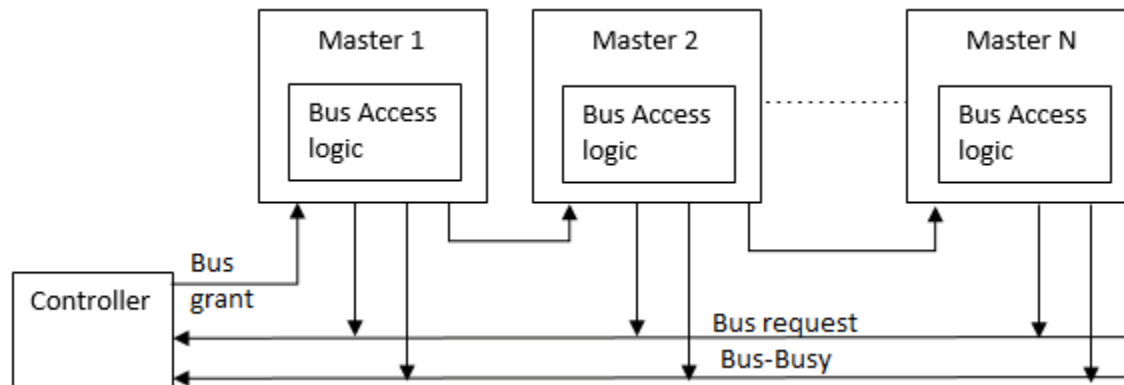 Master 1
Master 2
Master N
Bus Access
logic
Bus Access
logic
Bus Access
logic
Bus
grant
Controller
Bus request
Bus-Busy